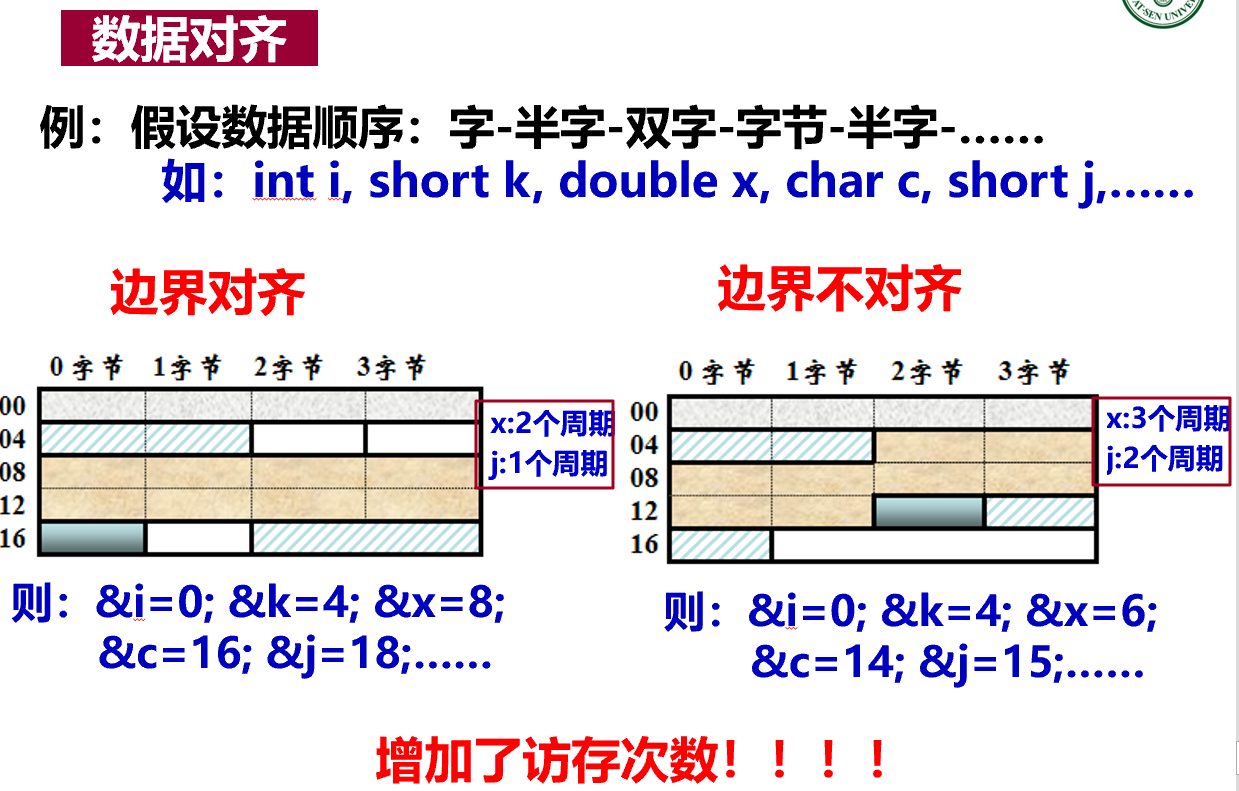 AT-SEN UNIVE
数据对齐
例：假设数据顺序：字-半字-双字-字节-半字-……
如：int i, short k, double x, char c, short j,……
边界对齐
边界不对齐
0字节 1字节 2字节 3字节
00
04
08
12
16
x:2个周期
j:1个周期
则：&i=0; &k=4; &x=8;
&c=16; &j=18;……
0字节 1字节 2字节 3字节
00
04
08
12
16
x:3个周期
j:2个周期
则：&i=0; &k=4; &x=6;
&c=14; &j=15;……
增加了访存次数！！！！